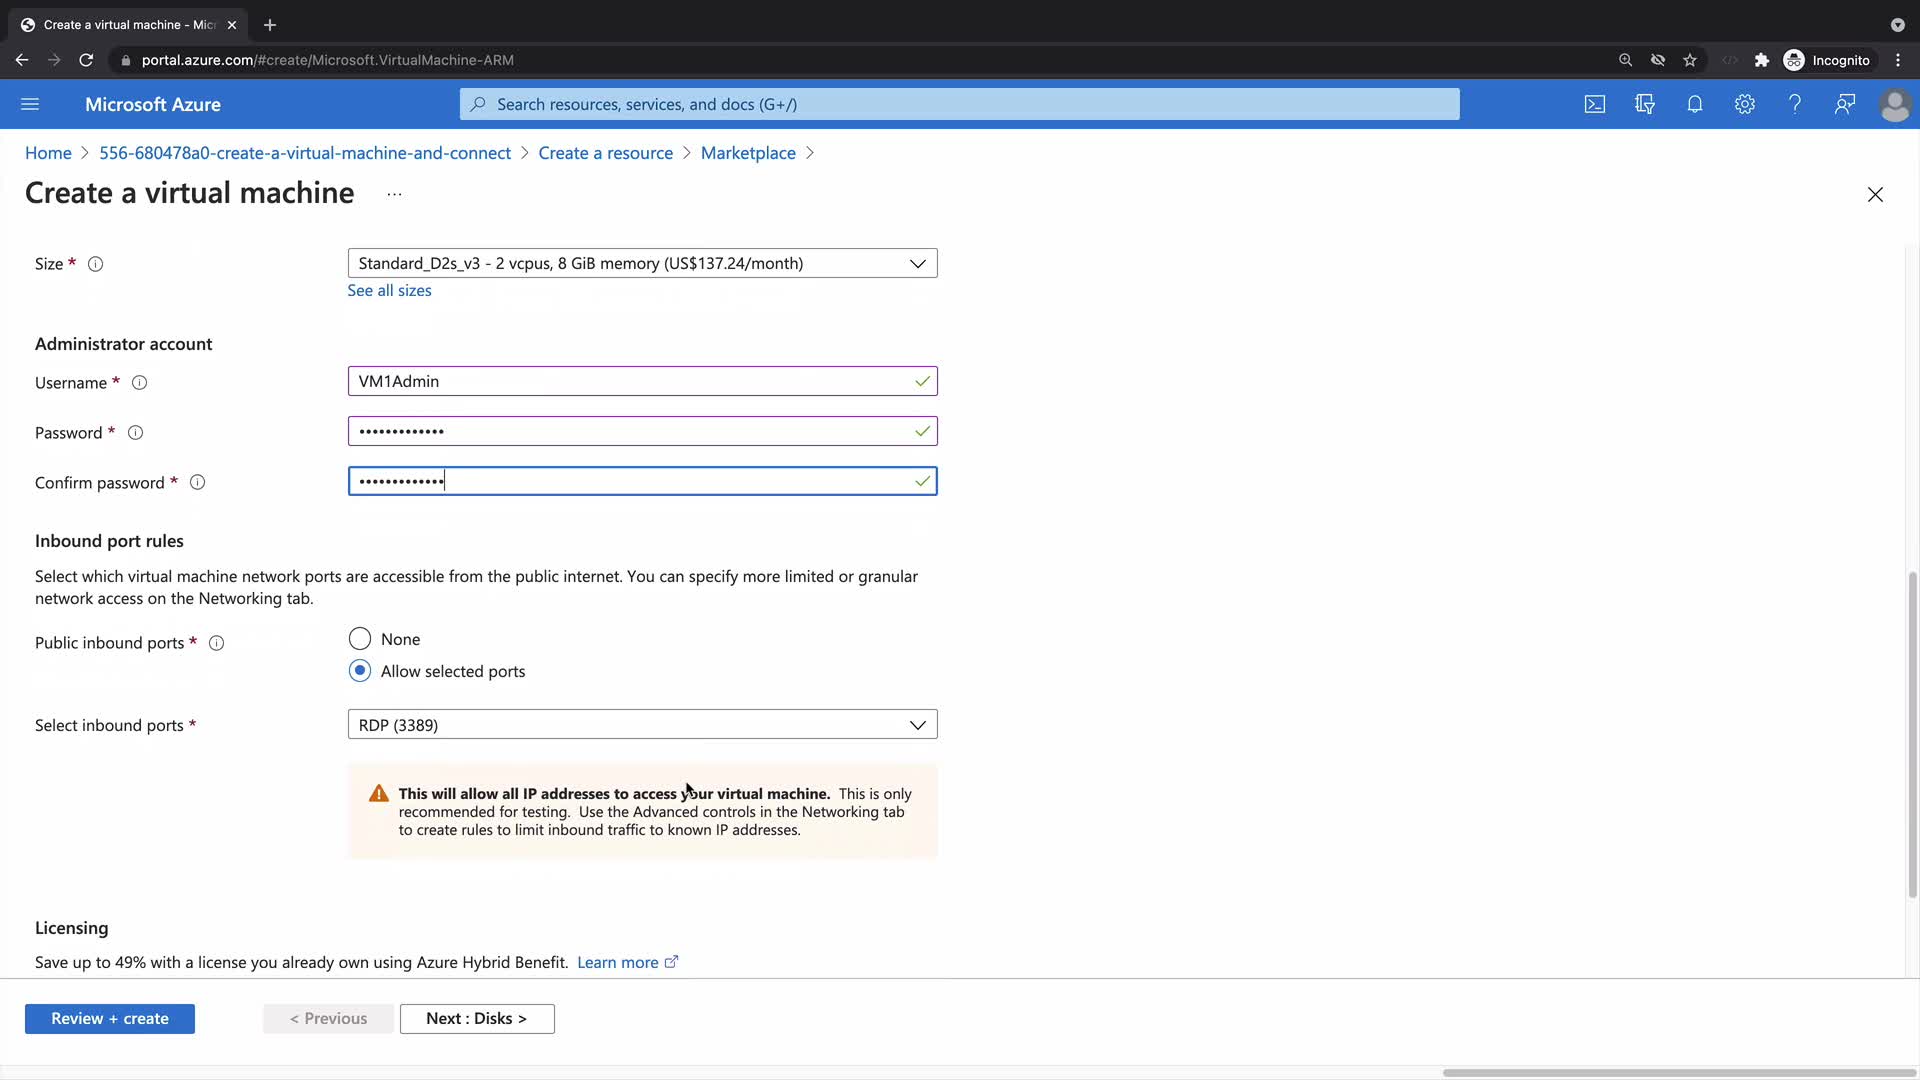 Create a virtual machine - Mic
portal.azure.com/#create/Microsoft.VirtualMachine-ARM
Incognito
Microsoft Azure
Search resources, services, and docs (G+/)
Home > 556-680478a0-create-a-virtual-machine-and-connect > Create a resource > Marketplace >
Create a virtual machine ...
Size *
Standard_D2s_v3 - 2 vcpus, 8 GiB memory (US$137.24/month)
See all sizes
Administrator account
Username *
VM1Admin
Password *
•••••••••••••
Confirm password *
•••••••••••••
Inbound port rules
Select which virtual machine network ports are accessible from the public internet. You can specify more limited or granular
network access on the Networking tab.
Public inbound ports *
None
Allow selected ports
Select inbound ports *
RDP (3389)
This will allow all IP addresses to access your virtual machine. This is only
recommended for testing. Use the Advanced controls in the Networking tab
to create rules to limit inbound traffic to known IP addresses.
Licensing
Save up to 49% with a license you already own using Azure Hybrid Benefit. Learn more
Review + create
< Previous
Next : Disks >